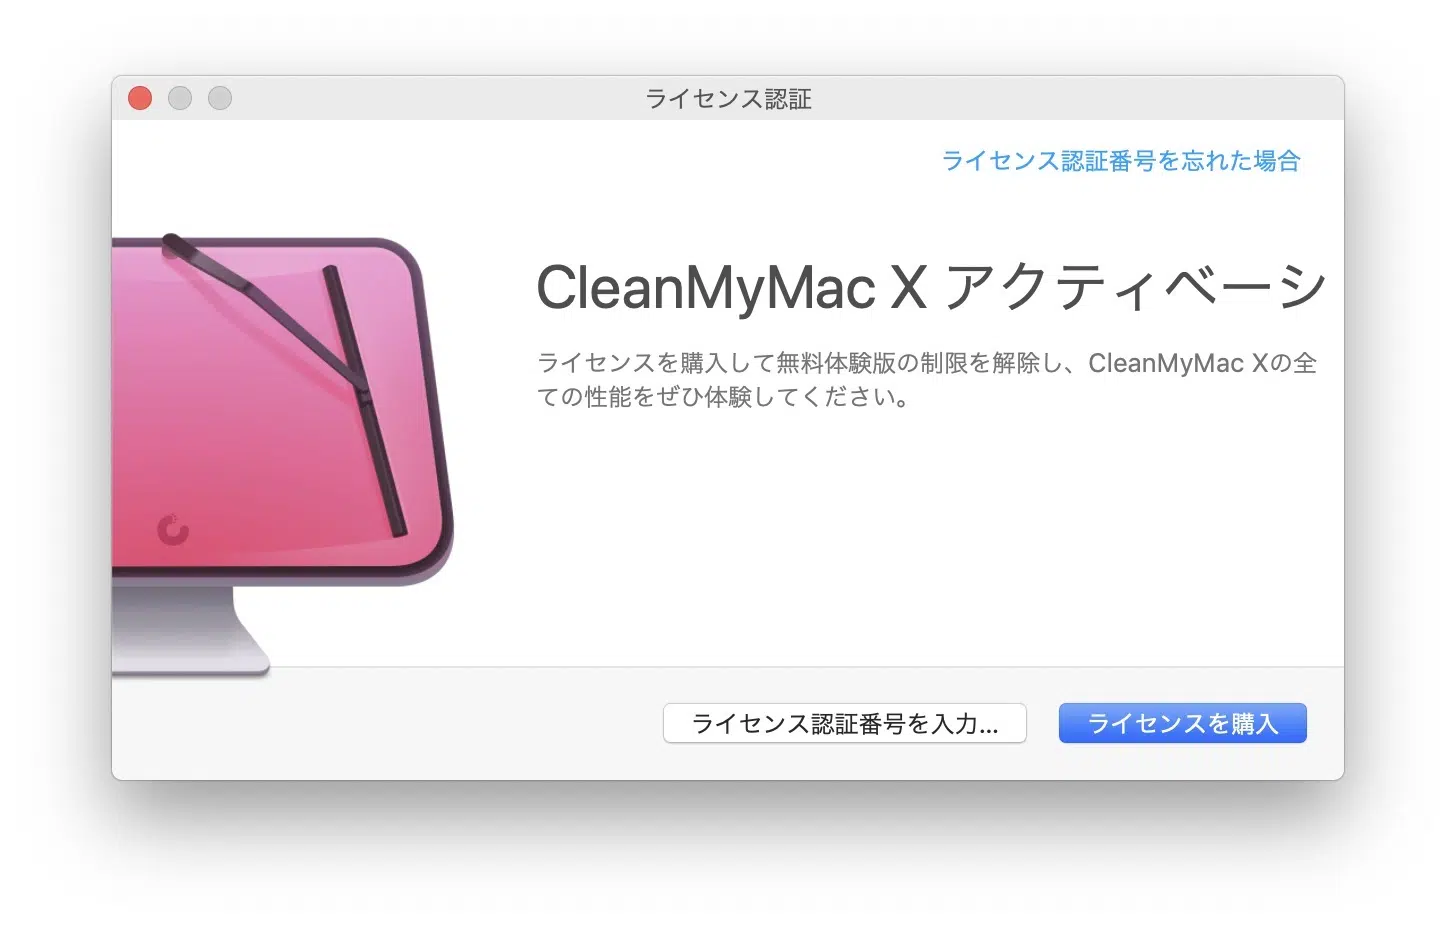 ライセンス認証
ライセンス認証番号を忘れた場合
CleanMyMac X アクティベーシ
ライセンスを購入して無料体験版の制限を解除し、CleanMyMac Xの全
ての性能をぜひ体験してください。
ライセンス認証番号を入力...
ライセンスを購入